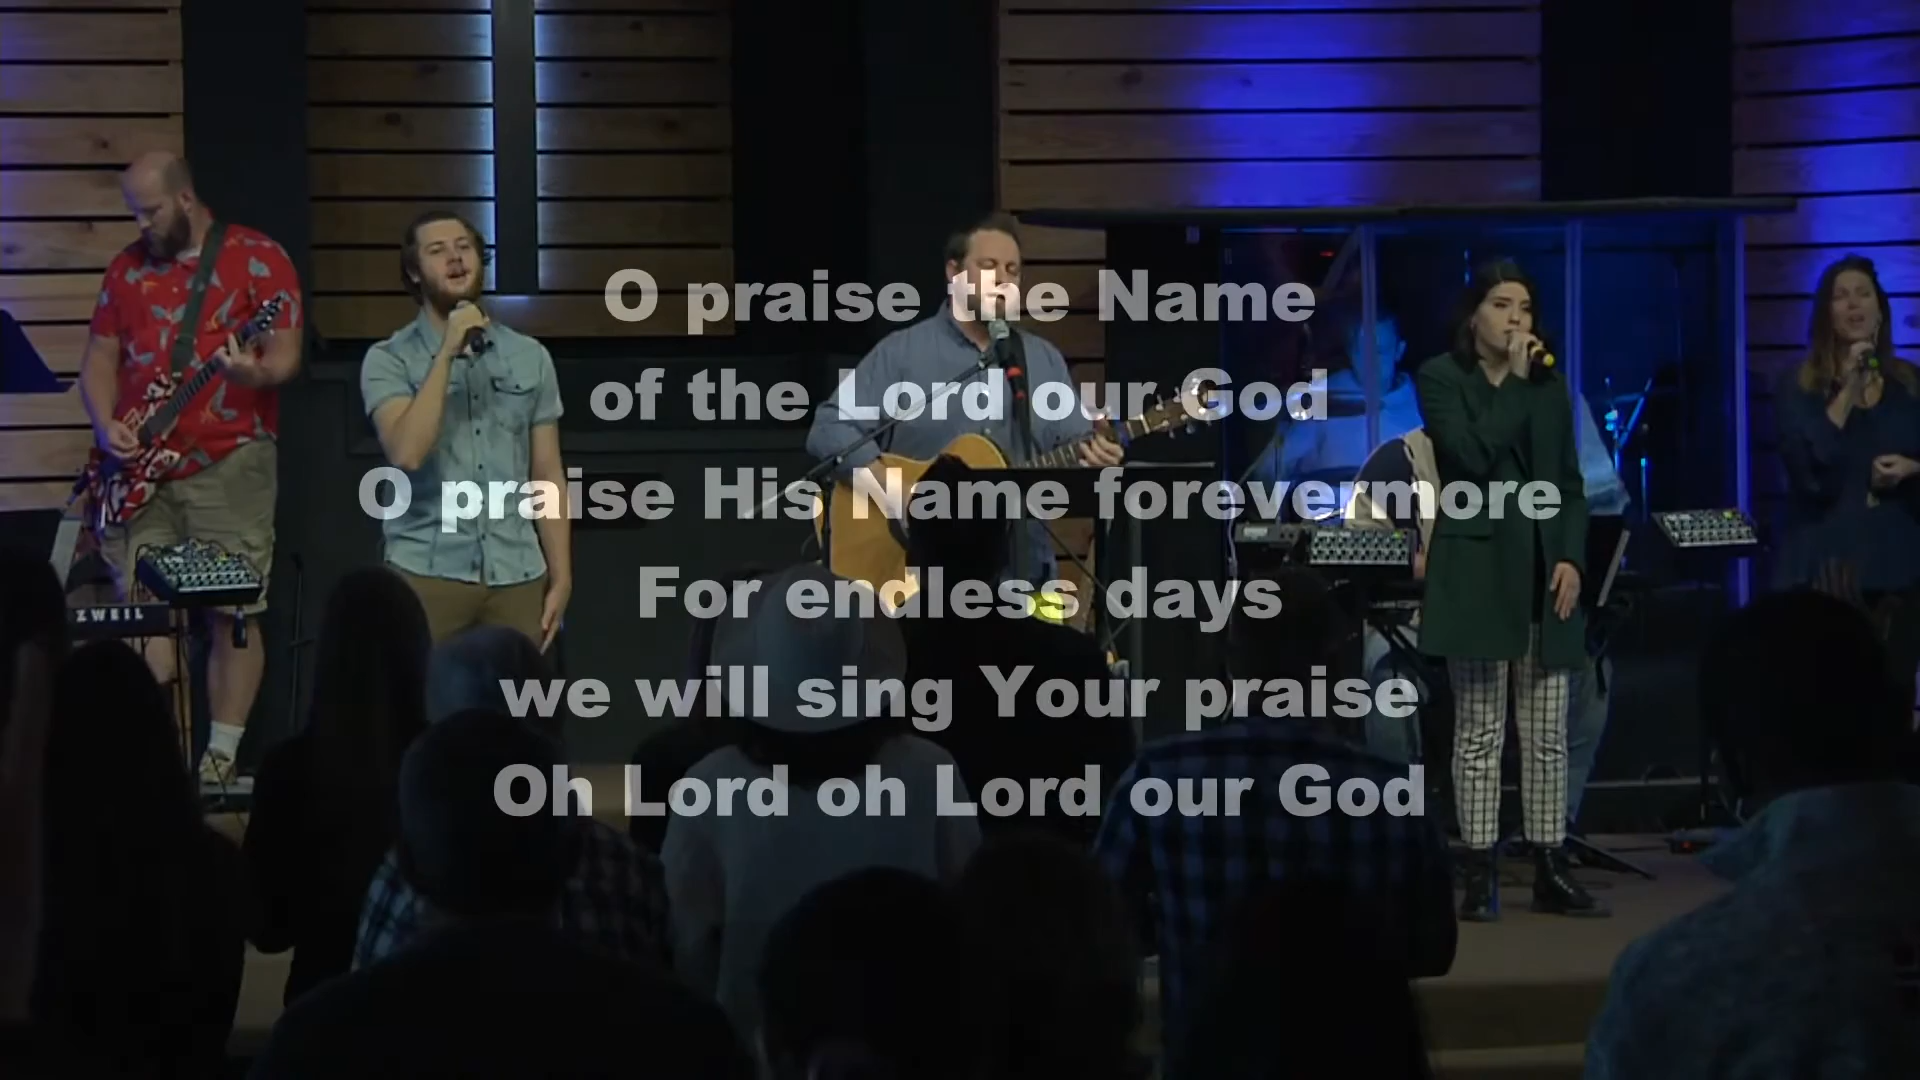 O praise the Name
of the Lord our God
O praise His Name forevermore
For endless days
we will sing Your praise
Oh Lord oh Lord our God
ZWEIL